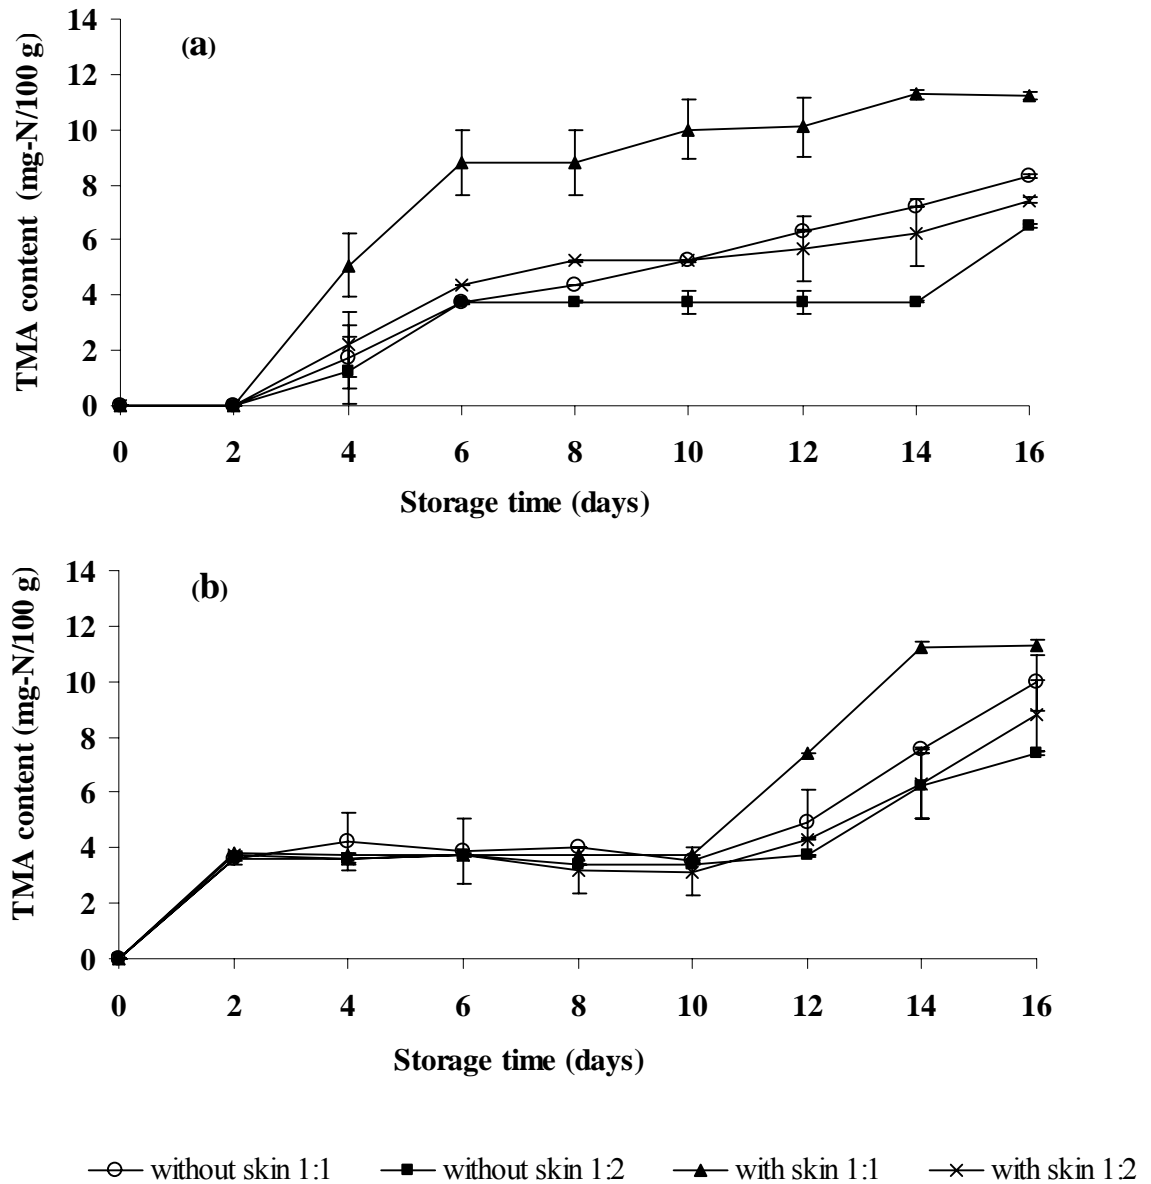 (a)
TMA content (mg-N/100 g)
14
12
10
8
6
4
2
0
0 2 4 6 8 10 12 14 16
Storage time (days)
(b)
TMA content (mg-N/100 g)
14
12
10
8
6
4
2
0
0 2 4 6 8 10 12 14 16
Storage time (days)
without skin 1:1 without skin 1:2 with skin 1:1 with skin 1:2